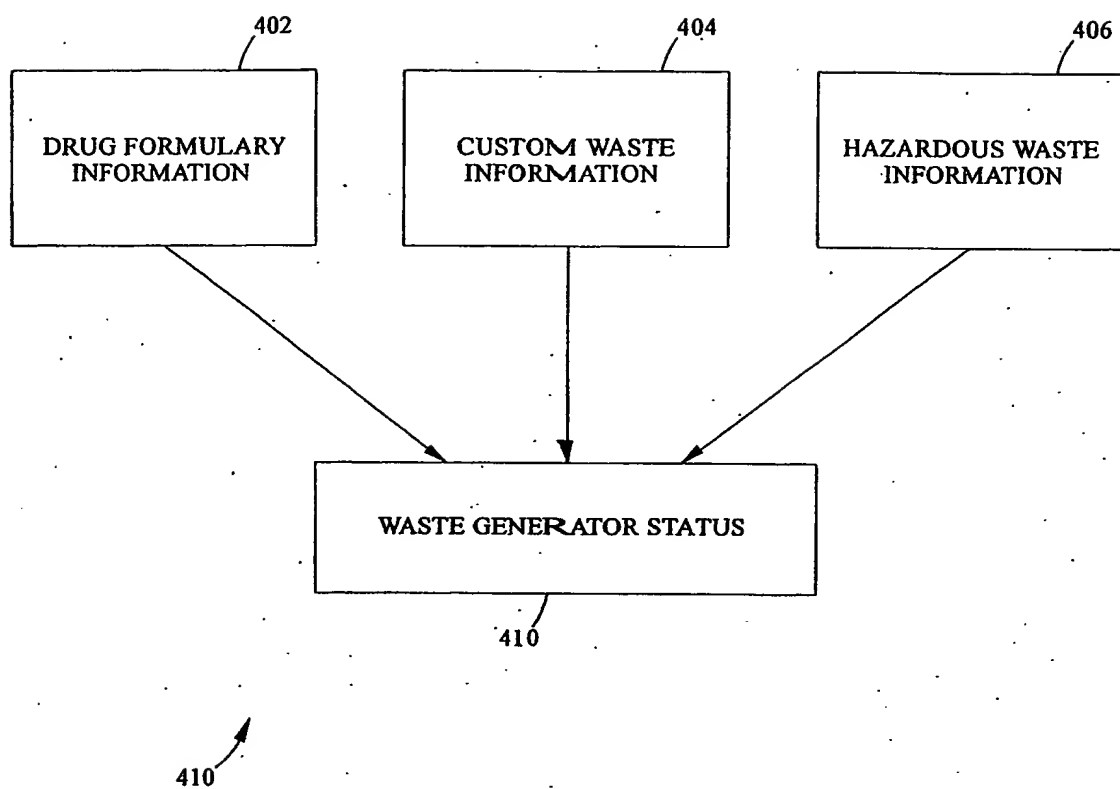 402
404
406
DRUG FORMULARY
INFORMATION
CUSTOM WASTE
INFORMATION
HAZARDOUS WASTE
INFORMATION
WASTE GENERATOR STATUS
410
410